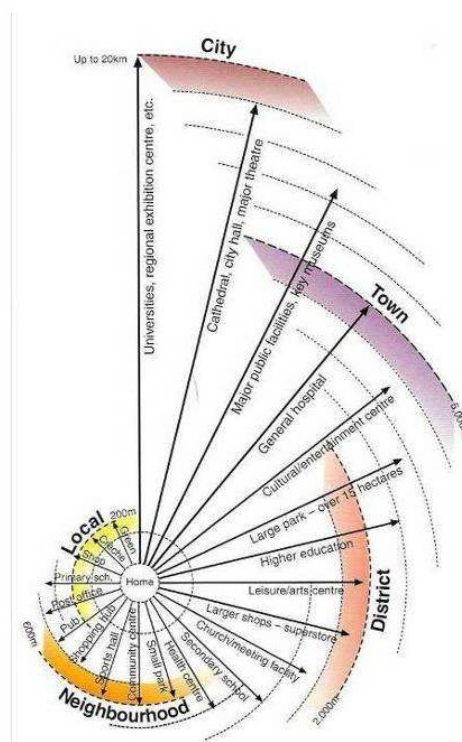 City
Up to 20km
Universities, regional exhibition centre, etc.
Cathedral, city hall, major theatre
Major public facilities, key museums
Town
General hospital
Cultural/entertainment centre
Large park – over 15 hectares
Higher education
Leisure/arts centre
District
Larger shops – superstore
Church/meeting facility
2,000m
Secondary school
Health centre
Small park
Community centre
Sports hall
Neighbourhood
600m
Shopping hub
Pub
Post office
Primary sch.
Shop
Crèche
Green
200m
Local
Home